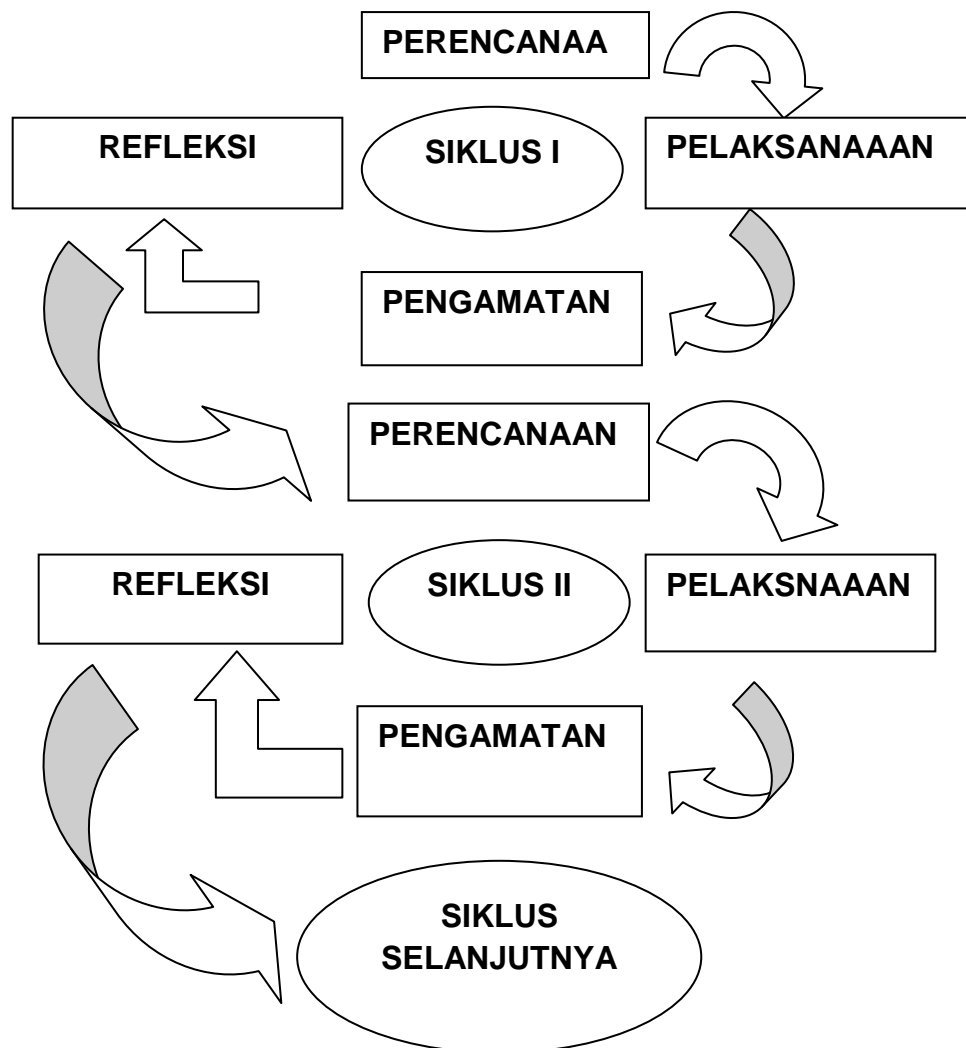 PERENCANAA
REFLEKSI
SIKLUS I
PELAKSANAAAN
PENGAMATAN
PERENCANAAN
REFLEKSI
SIKLUS II
PELAKSNAAAN
PENGAMATAN
SIKLUS
SELANJUTNYA